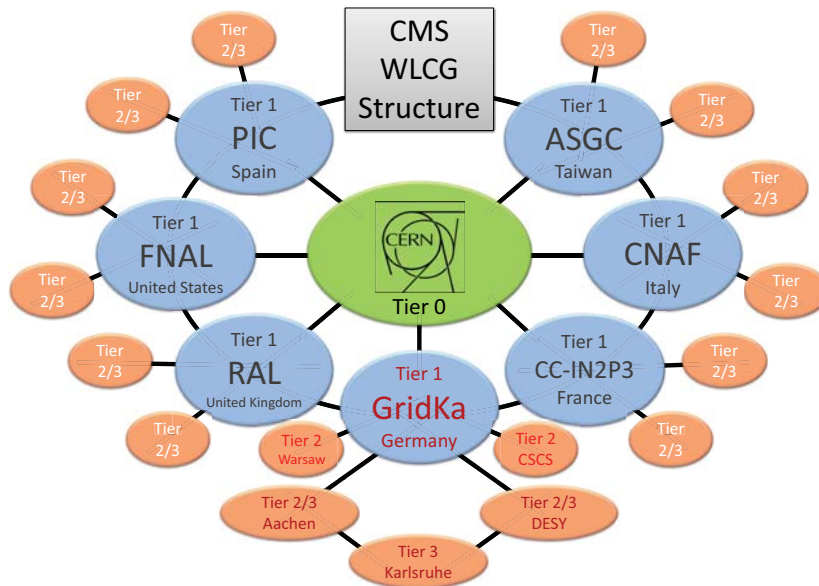 Tier
2/3
CMS
WLCG
Structure
Tier
2/3
Tier
2/3
Tier 1
PIC
Spain
Tier 1
ASGC
Taiwan
Tier
2/3
Tier
2/3
Tier 1
FNAL
United States
CERN
Tier 0
Tier 1
CNAF
Italy
Tier
2/3
Tier
2/3
Tier
2/3
Tier
2/3
Tier 1
RAL
United Kingdom
Tier 1
GridKa
Germany
Tier 1
CC-IN2P3
France
Tier
2/3
Tier
2/3
Tier 2
Warsaw
Tier 2
CSCS
Tier
2/3
Tier 2/3
Aachen
Tier 2/3
DESY
Tier 3
Karlsruhe